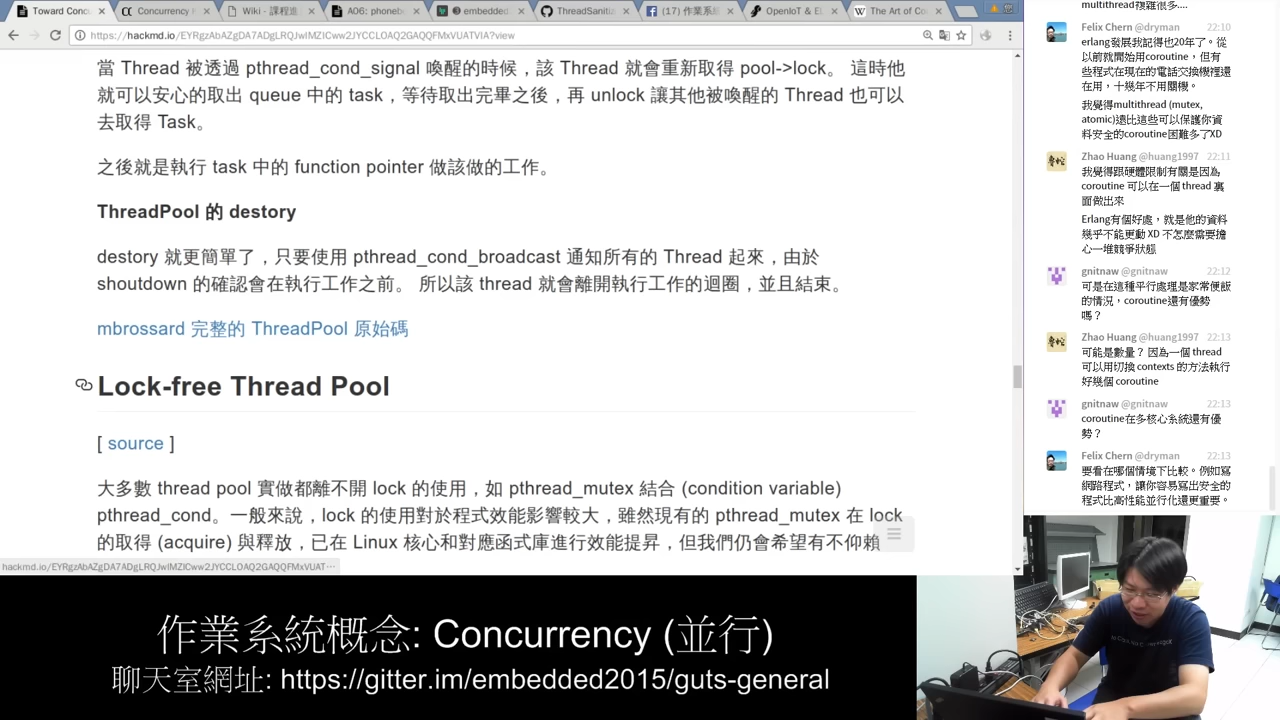 Toward Conc
Concurrency
Wiki - 課程進
A06: phoneb
embedded -
ThreadSanitiz
(17) 作業系統
OpenIoT & EL
The Art of Co
https://hackmd.io/EYRgzAbAZgDA7ADgLRQJwIMZICww2JYCCLOAQ2GAQQFMxVUATVIA?view
當 Thread 被透過 pthread_cond_signal 喚醒的時候，該 Thread 就會重新取得 pool->lock。 這時他
就可以安心的取出 queue 中的 task，等待取出完畢之後，再 unlock 讓其他被喚醒的 Thread 也可以
去取得 Task。
之後就是執行 task 中的 function pointer 做該做的工作。
ThreadPool 的 destory
destory 就更簡單了，只要使用 pthread_cond_broadcast 通知所有的 Thread 起來，由於
shoutdown 的確認會在執行工作之前。 所以該 thread 就會離開執行工作的迴圈，並且結束。
mbrossard 完整的 ThreadPool 原始碼
Lock-free Thread Pool
[ source ]
大多數 thread pool 實做都離不開 lock 的使用，如 pthread_mutex 結合 (condition variable)
pthread_cond。一般來說，lock 的使用對於程式效能影響較大，雖然現有的 pthread_mutex 在 lock
的取得 (acquire) 與釋放，已在 Linux 核心和對應函式庫進行效能提昇，但我們仍會希望有不仰賴
hackmd.io/EYRgzAbAZgDA7ADgLRQJwIMZICww2JYCCLOAQ2GAQQFMxVUAT…
multithread複雜很多....
Felix Chern @dryman 22:10
erlang發展我記得也20年了。從
以前就開始用coroutine，但有
些程式在現在的電話交換機裡還
在用，十幾年不用關機。
我覺得multithread (mutex,
atomic)遠比這些可以保護你資
料安全的coroutine困難多了XD
Zhao Huang @huang1997 22:11
我覺得跟硬體限制有關是因為
coroutine 可以在一個 thread 裏
面做出來
Erlang有個好處，就是他的資料
幾乎不能更動 XD 不怎麼需要擔
心一堆競爭狀態
gnitnaw @gnitnaw 22:12
可是在這種平行處理是家常便飯
的情況，coroutine還有優勢
嗎？
Zhao Huang @huang1997 22:13
可能是數量？ 因為一個 thread
可以用切換 contexts 的方法執行
好幾個 coroutine
gnitnaw @gnitnaw 22:13
coroutine在多核心系統還有優
勢？
Felix Chern @dryman 22:13
要看在哪個情境下比較。例如寫
網路程式，讓你容易寫出安全的
程式比高性能並行化還更重要。
作業系統概念: Concurrency (並行)
聊天室網址: https://gitter.im/embedded2015/guts-general